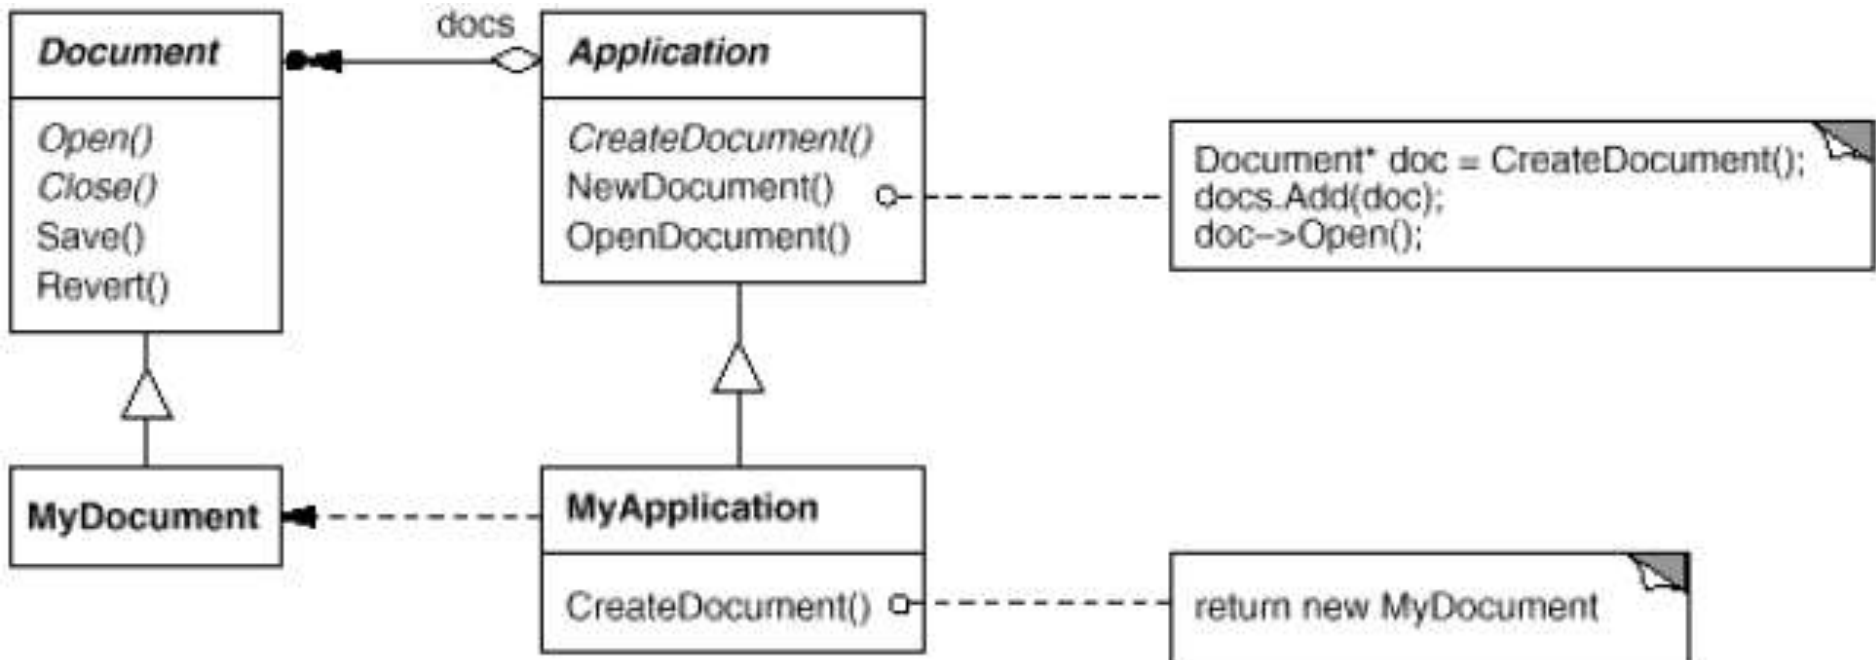 docs
Document
Open()
Close()
Save()
Revert()
Application
CreateDocument()
NewDocument()
OpenDocument()
Document* doc = CreateDocument();
docs.Add(doc);
doc->Open();
MyDocument
MyApplication
CreateDocument()
return new MyDocument